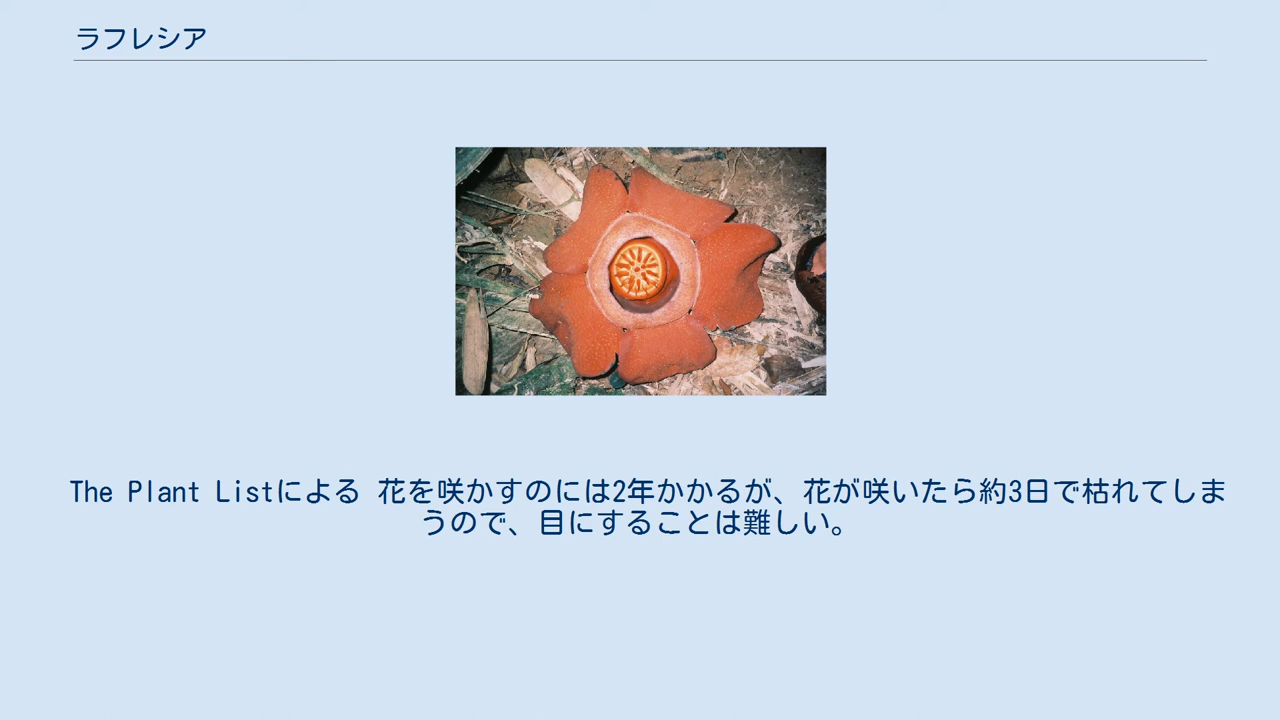 ラフレシア
The Plant Listによる 花を咲かすのには2年かかるが、花が咲いたら約3日で枯れてしま
うので、目にすることは難しい。